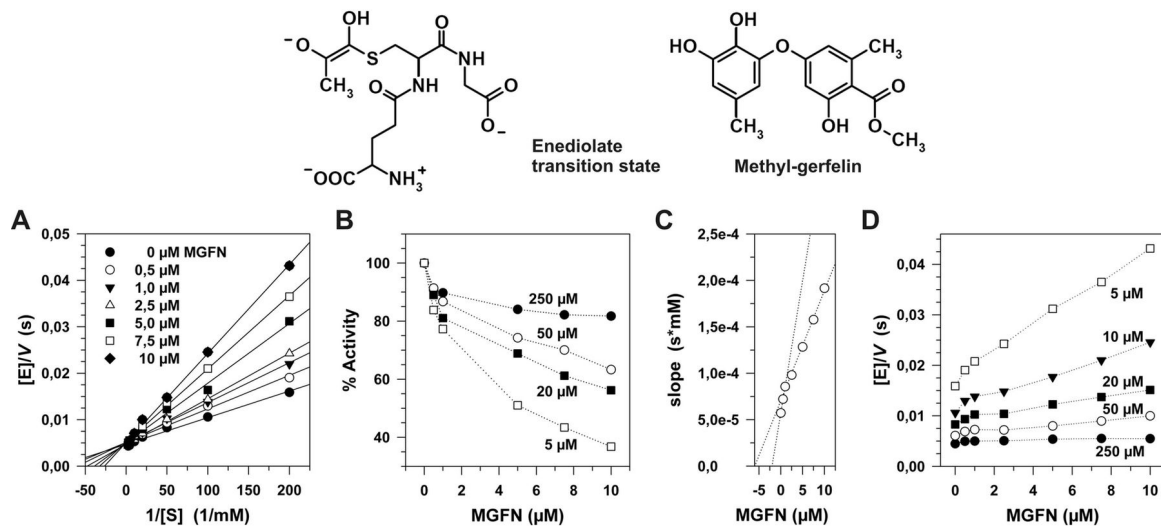 OH
O
O⁻
S
NH
CH₃
O
NH
O
O⁻
⁻OOC
NH₃⁺
Enediolate
transition state
OH
HO
O
CH₃
O
CH₃
OH
O
CH₃
Methyl-gerfelin
A
[E]/V (s)
0,05
0,04
0,03
0,02
0,01
0,00
0 µM MGFN
0,5 µM
1,0 µM
2,5 µM
5,0 µM
7,5 µM
10 µM
-50
0
50
100
150
200
1/[S] (1/mM)
B
% Activity
100
80
60
40
250 µM
50 µM
20 µM
5 µM
0
2
4
6
8
10
MGFN (µM)
C
slope (s*mM)
2,5e-4
2,0e-4
1,5e-4
1,0e-4
5,0e-5
0,0
-5
0
5
10
MGFN (µM)
D
[E]/V (s)
0,04
0,03
0,02
0,01
0,00
5 µM
10 µM
20 µM
50 µM
250 µM
0
2
4
6
8
10
MGFN (µM)